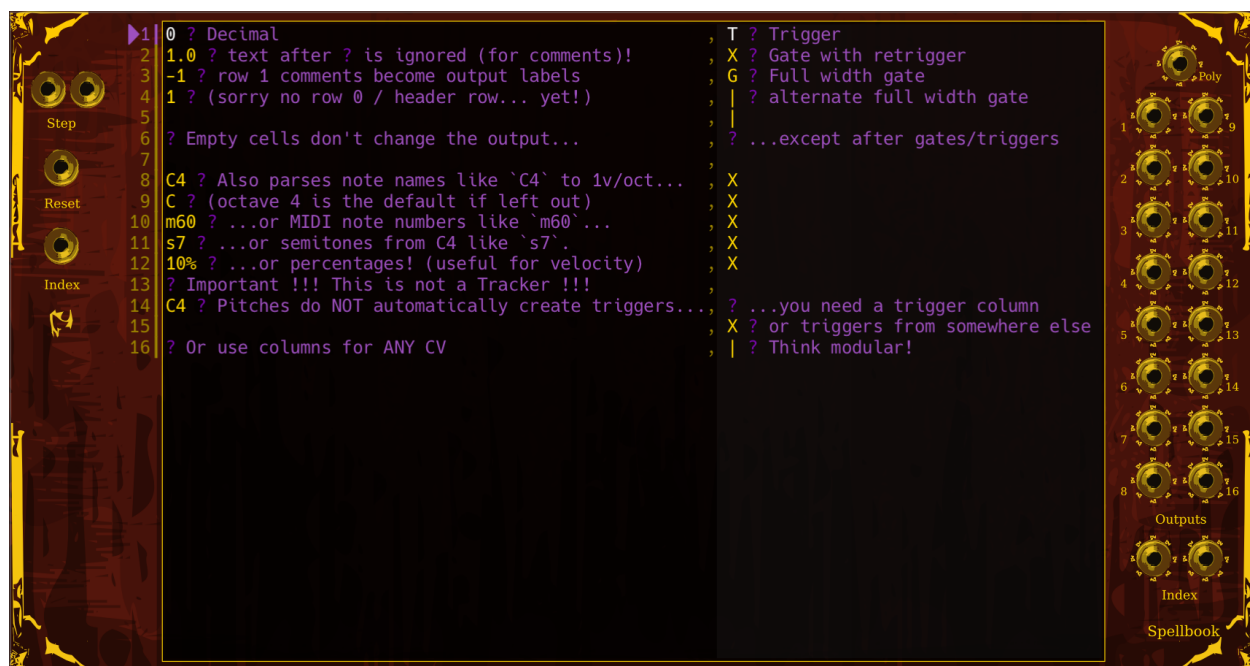 Step
Reset
Index
1 0 ? Decimal , T ? Trigger
2 1.0 ? text after ? is ignored (for comments)! , X ? Gate with retrigger
3 -1 ? row 1 comments become output labels , G ? Full width gate
4 1 ? (sorry no row 0 / header row... yet!) , | ? alternate full width gate
5 , |
6 ? Empty cells don't change the output... , ? ...except after gates/triggers
7 ,
8 C4 ? Also parses note names like `C4` to 1v/oct... , X
9 C ? (octave 4 is the default if left out) , X
10 m60 ? ...or MIDI note numbers like `m60`... , X
11 s7 ? ...or semitones from C4 like `s7`. , X
12 10% ? ...or percentages! (useful for velocity) , X
13 ? Important !!! This is not a Tracker !!! ,
14 C4 ? Pitches do NOT automatically create triggers..., ? ...you need a trigger column
15 , X ? or triggers from somewhere else
16 ? Or use columns for ANY CV , | ? Think modular!
Poly
1 9
2 10
3 11
4 12
5 13
6 14
7 15
8 16
Outputs
Index
Spellbook